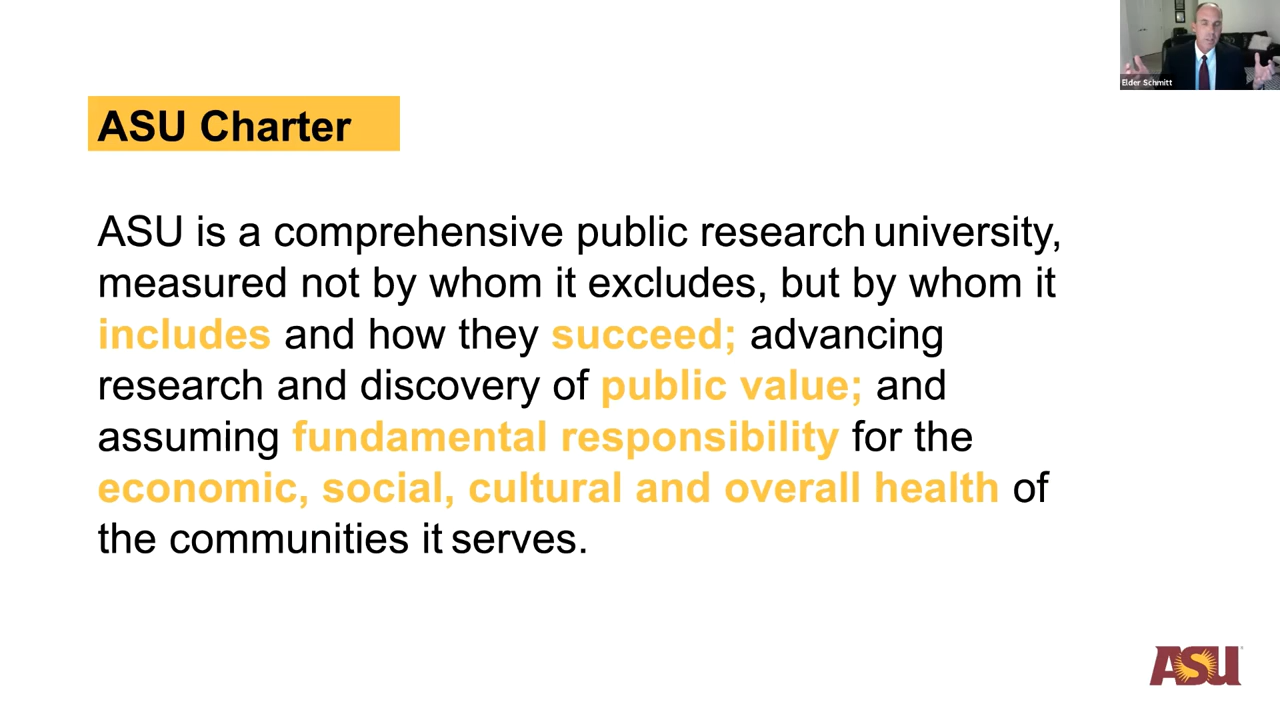 Elder Schmitt
ASU Charter
ASU is a comprehensive public research university,
measured not by whom it excludes, but by whom it
includes and how they succeed; advancing
research and discovery of public value; and
assuming fundamental responsibility for the
economic, social, cultural and overall health of
the communities it serves.
ASU